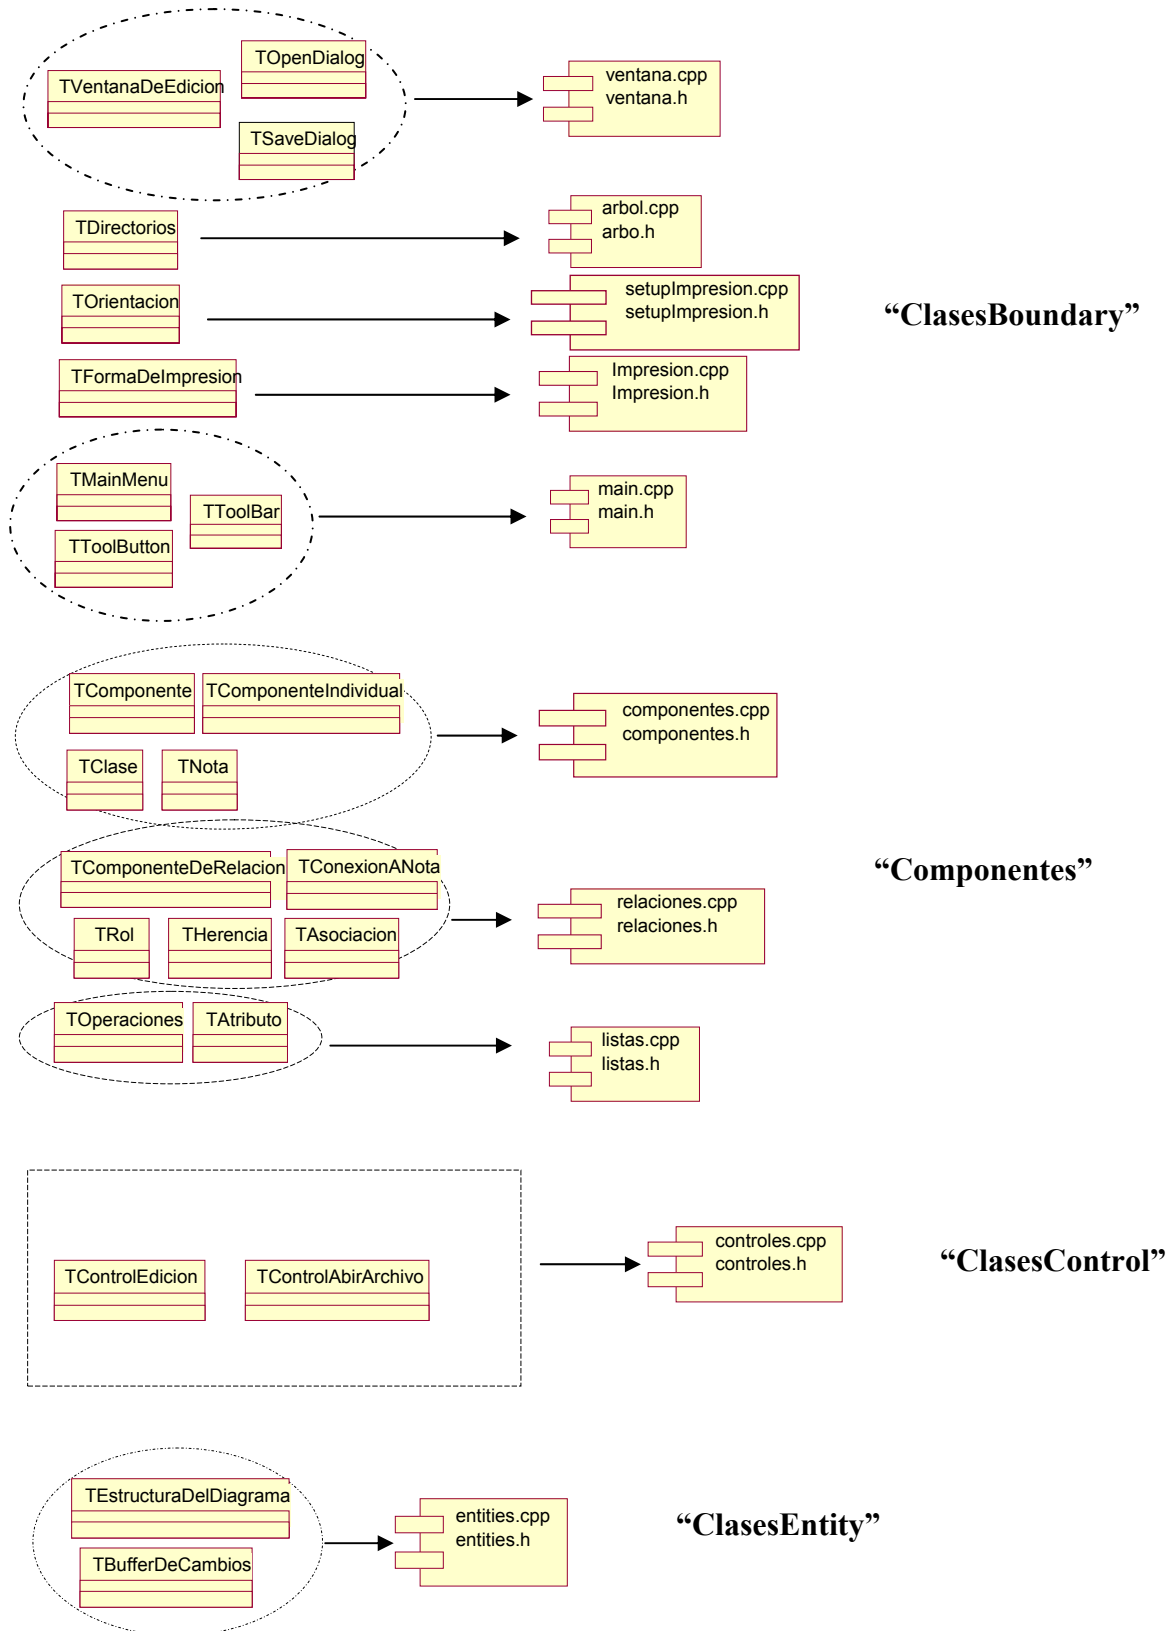 TOpenDialog
TVentanaDeEdicion
TSaveDialog
ventana.cpp
ventana.h
TDirectorios
arbol.cpp
arbo.h
TOrientacion
setupImpresion.cpp
setupImpresion.h
“ClasesBoundary”
TFormaDeImpresion
Impresion.cpp
Impresion.h
TMainMenu
TToolBar
TToolButton
main.cpp
main.h
TComponente
TComponenteIndividual
TClase
TNota
componentes.cpp
componentes.h
“Componentes”
TComponenteDeRelacion
TConexionANota
TRol
THerencia
TAsociacion
relaciones.cpp
relaciones.h
TOperaciones
TAtributo
listas.cpp
listas.h
TControlEdicion
TControlAbirArchivo
controles.cpp
controles.h
“ClasesControl”
TEstructuraDelDiagrama
TBufferDeCambios
entities.cpp
entities.h
“ClasesEntity”